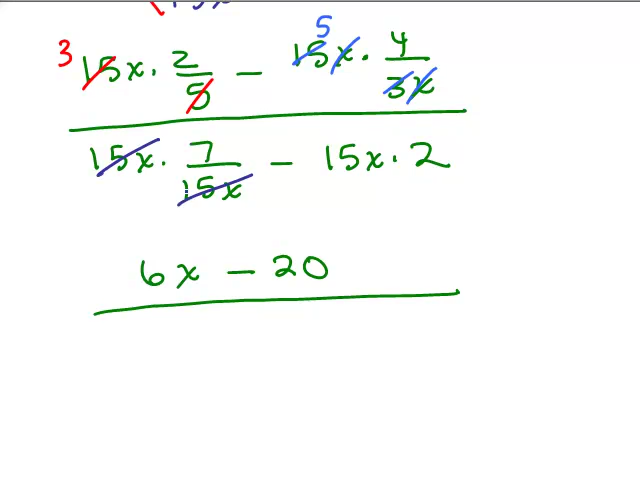 3 15x · 2/5 − 5 15x · 4/3x
15x · 7/15x − 15x · 2
6x − 20